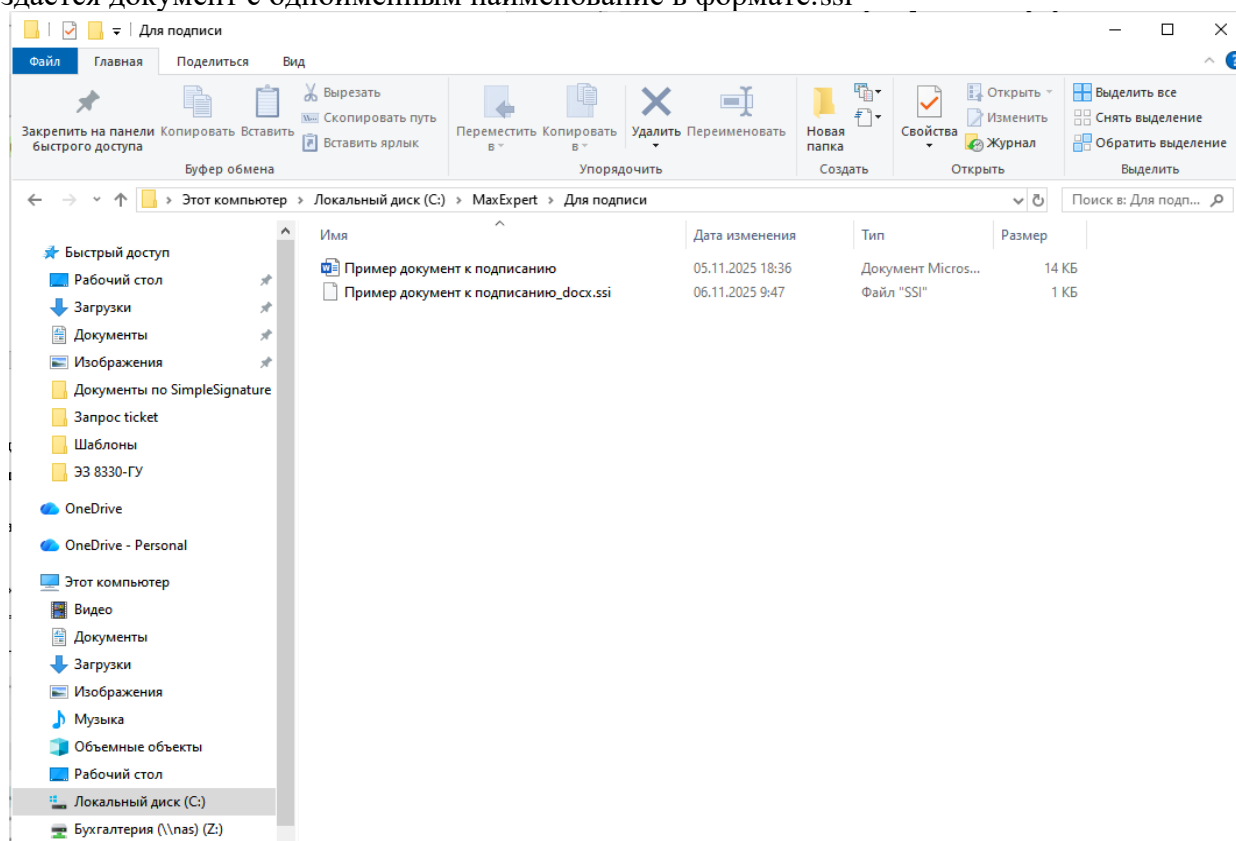 здается документ с одноименным наименование в формате.ssi
Для подписи
Файл Главная Поделиться Вид
Закрепить на панели быстрого доступа
Копировать
Вставить
Вырезать
Скопировать путь
Вставить ярлык
Буфер обмена
Переместить в
Копировать в
Удалить
Переименовать
Упорядочить
Новая папка
Создать
Свойства
Открыть
Изменить
Журнал
Открыть
Выделить все
Снять выделение
Обратить выделение
Выделить
Этот компьютер › Локальный диск (C:) › MaxExpert › Для подписи
Поиск в: Для подп...
Имя Дата изменения Тип Размер
Пример документ к подписанию 05.11.2025 18:36 Документ Micros... 14 КБ
Пример документ к подписанию_docx.ssi 06.11.2025 9:47 Файл "SSI" 1 КБ
Быстрый доступ
Рабочий стол
Загрузки
Документы
Изображения
Документы по SimpleSignature
Запрос ticket
Шаблоны
ЭЗ 8330-ГУ
OneDrive
OneDrive - Personal
Этот компьютер
Видео
Документы
Загрузки
Изображения
Музыка
Объемные объекты
Рабочий стол
Локальный диск (C:)
Бухгалтерия (\\nas) (Z:)